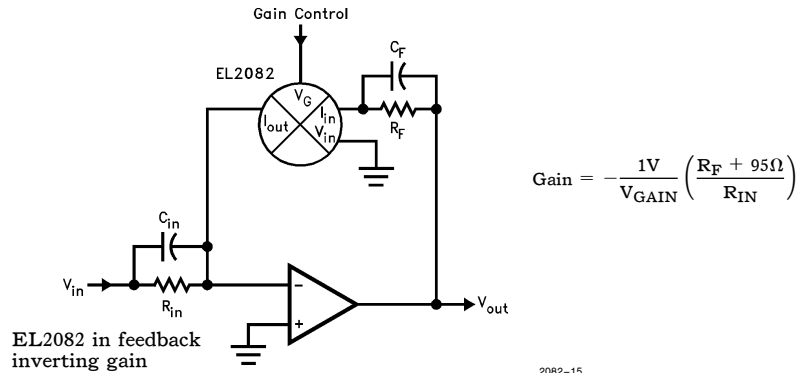 Gain Control
EL2082
C_F
V_G
I_out
I_in
V_in
R_F
Gain = -1V/V_GAIN (R_F + 95Ω/R_IN)
C_in
V_in
R_in
-
+
V_out
EL2082 in feedback
inverting gain
2082-15